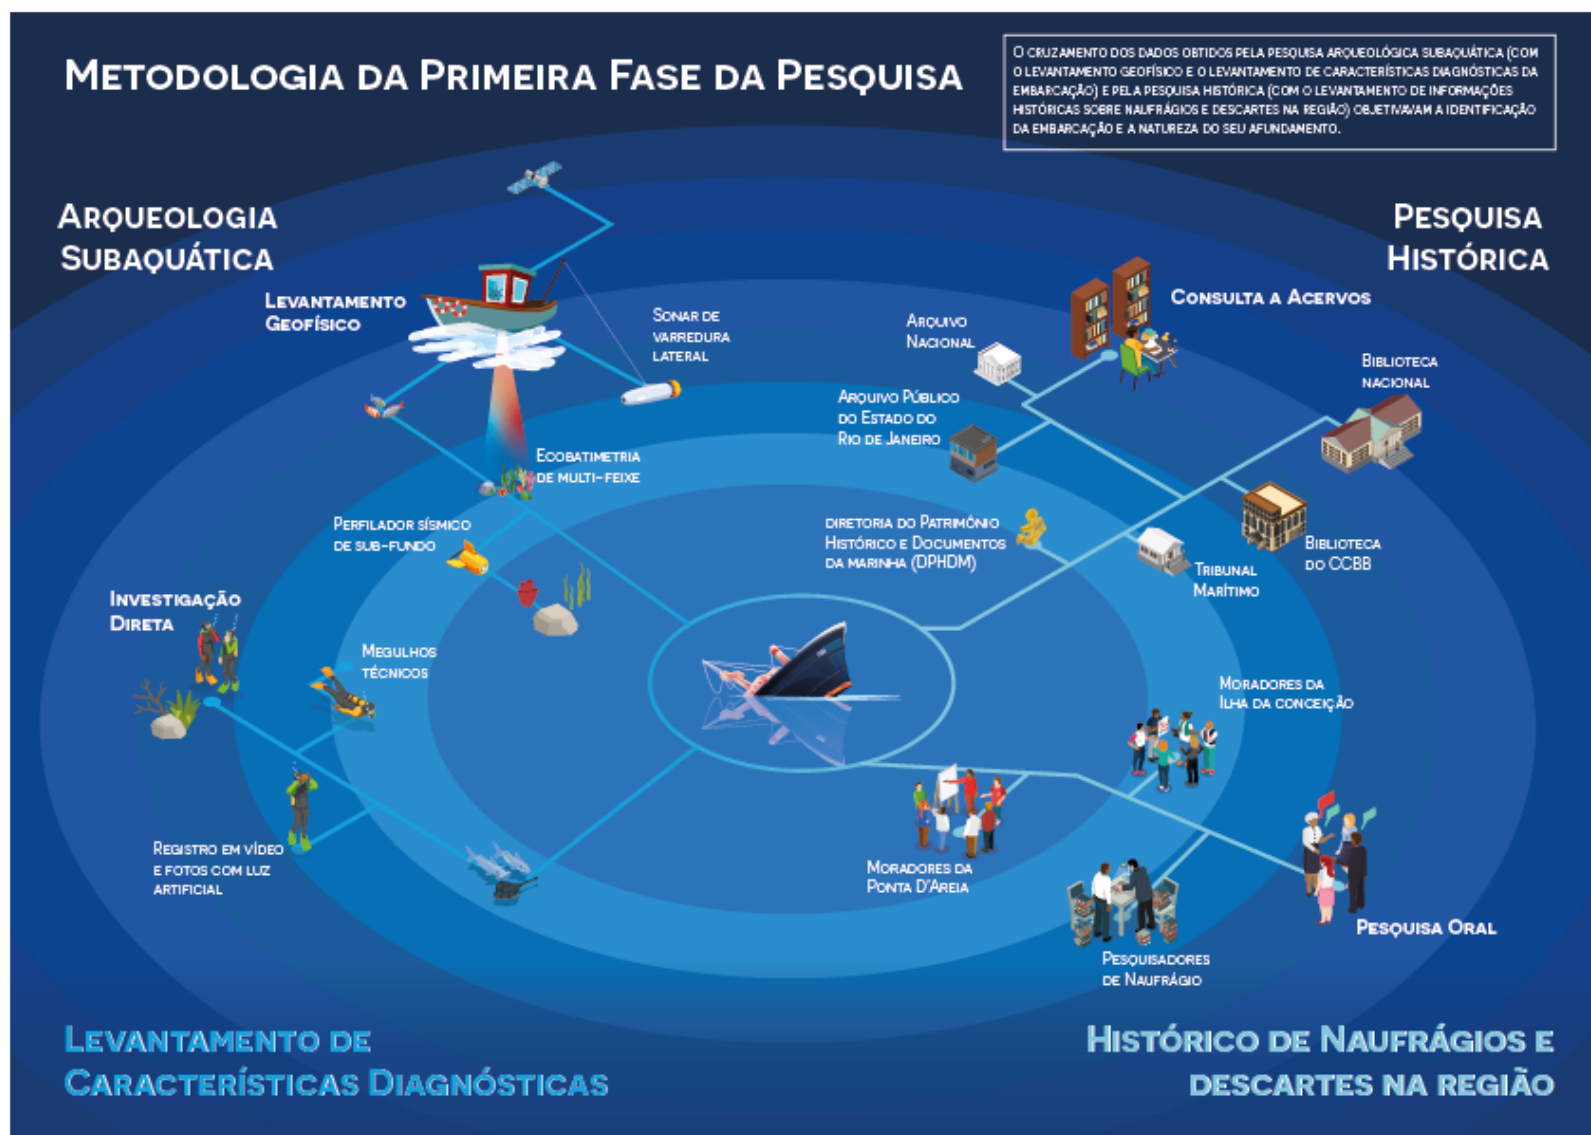 METODOLOGIA DA PRIMEIRA FASE DA PESQUISA
O CRUZAMENTO DOS DADOS OBTIDOS PELA PESQUISA ARQUEOLÓGICA SUBAQUÁTICA (COM
O LEVANTAMENTO GEOFÍSICO E O LEVANTAMENTO DE CARACTERÍSTICAS DIAGNÓSTICAS DA
EMBARCAÇÃO) E PELA PESQUISA HISTÓRICA (COM O LEVANTAMENTO DE INFORMAÇÕES
HISTÓRICAS SOBRE NAUFRÁGIOS E DESCARTES NA REGIÃO) OBJETIVAVAM A IDENTIFICAÇÃO
DA EMBARCAÇÃO E A NATUREZA DO SEU AFUNDAMENTO.
ARQUEOLOGIA
SUBAQUÁTICA
LEVANTAMENTO
GEOFÍSICO
SONAR DE
VARREDURA
LATERAL
ECOBATIMETRIA
DE MULTI-FEIXE
PERFILADOR SÍSMICO
DE SUB-FUNDO
INVESTIGAÇÃO
DIRETA
MEGULHOS
TÉCNICOS
REGISTRO EM VÍDEO
E FOTOS COM LUZ
ARTIFICIAL
LEVANTAMENTO DE
CARACTERÍSTICAS DIAGNÓSTICAS
PESQUISA
HISTÓRICA
CONSULTA A ACERVOS
ARQUIVO
NACIONAL
BIBLIOTECA
NACIONAL
ARQUIVO PÚBLICO
DO ESTADO DO
RIO DE JANEIRO
DIRETORIA DO PATRIMÔNIO
HISTÓRICO E DOCUMENTOS
DA MARINHA (DPHDM)
TRIBUNAL
MARÍTIMO
BIBLIOTECA
DO CCBB
MORADORES DA
ILHA DA CONCEIÇÃO
MORADORES DA
PONTA D'AREIA
PESQUISADORES
DE NAUFRÁGIO
PESQUISA ORAL
HISTÓRICO DE NAUFRÁGIOS E
DESCARTES NA REGIÃO